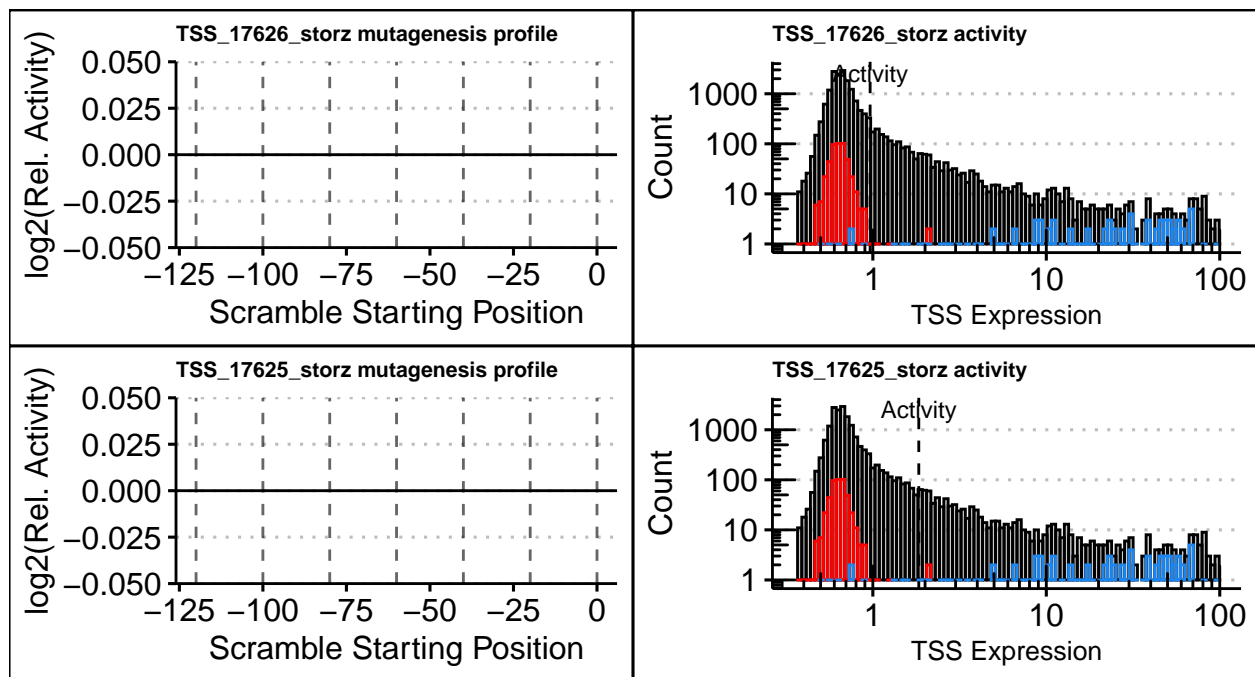 TSS_17626_storz mutagenesis profile
log2(Rel. Activity)
0.050
0.025
0.000
−0.025
−0.050
−125 −100 −75 −50 −25 0
Scramble Starting Position
TSS_17626_storz activity
Activity
Count
1000
100
10
1
1 10 100
TSS Expression
TSS_17625_storz mutagenesis profile
log2(Rel. Activity)
0.050
0.025
0.000
−0.025
−0.050
−125 −100 −75 −50 −25 0
Scramble Starting Position
TSS_17625_storz activity
Activity
Count
1000
100
10
1
1 10 100
TSS Expression